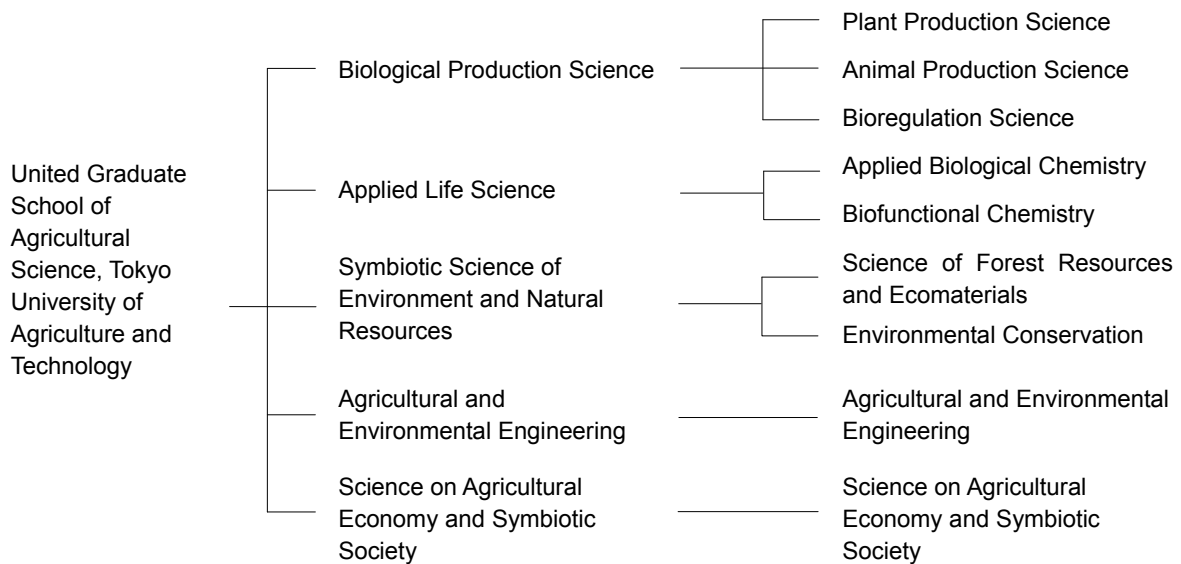 United Graduate
School of
Agricultural
Science, Tokyo
University of
Agriculture and
Technology
Biological Production Science
Plant Production Science
Animal Production Science
Bioregulation Science
Applied Life Science
Applied Biological Chemistry
Biofunctional Chemistry
Symbiotic Science of
Environment and Natural
Resources
Science of Forest Resources
and Ecomaterials
Environmental Conservation
Agricultural and
Environmental Engineering
Agricultural and Environmental
Engineering
Science on Agricultural
Economy and Symbiotic
Society
Science on Agricultural
Economy and Symbiotic
Society